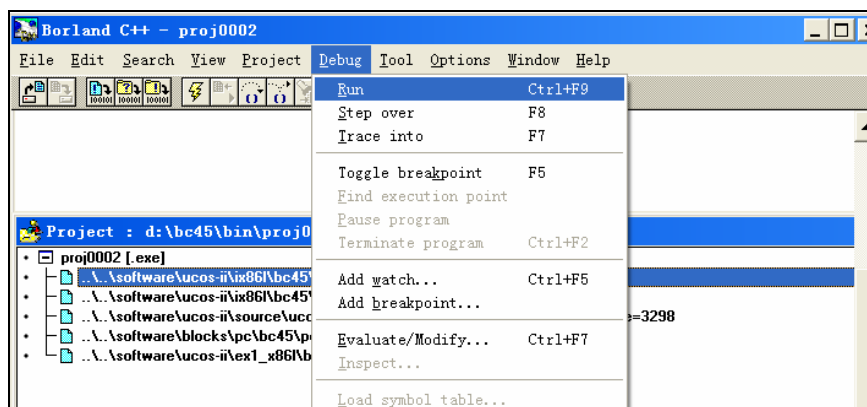 Borland C++ - proj0002
File Edit Search View Project Debug Tool Options Window Help
Run Ctrl+F9
Step over F8
Trace into F7
Toggle breakpoint F5
Find execution point
Pause program
Terminate program Ctrl+F2
Add watch... Ctrl+F5
Add breakpoint...
Evaluate/Modify... Ctrl+F7
Inspect...
Load symbol table...
Project : d:\bc45\bin\proj0
proj0002 [.exe]
..\..\software\ucos-ii\ix86l\bc45\
..\..\software\ucos-ii\ix86l\bc45\
..\..\software\ucos-ii\source\ucc
=3298
..\..\software\blocks\pc\bc45\p
..\..\software\ucos-ii\ex1_x86l\b